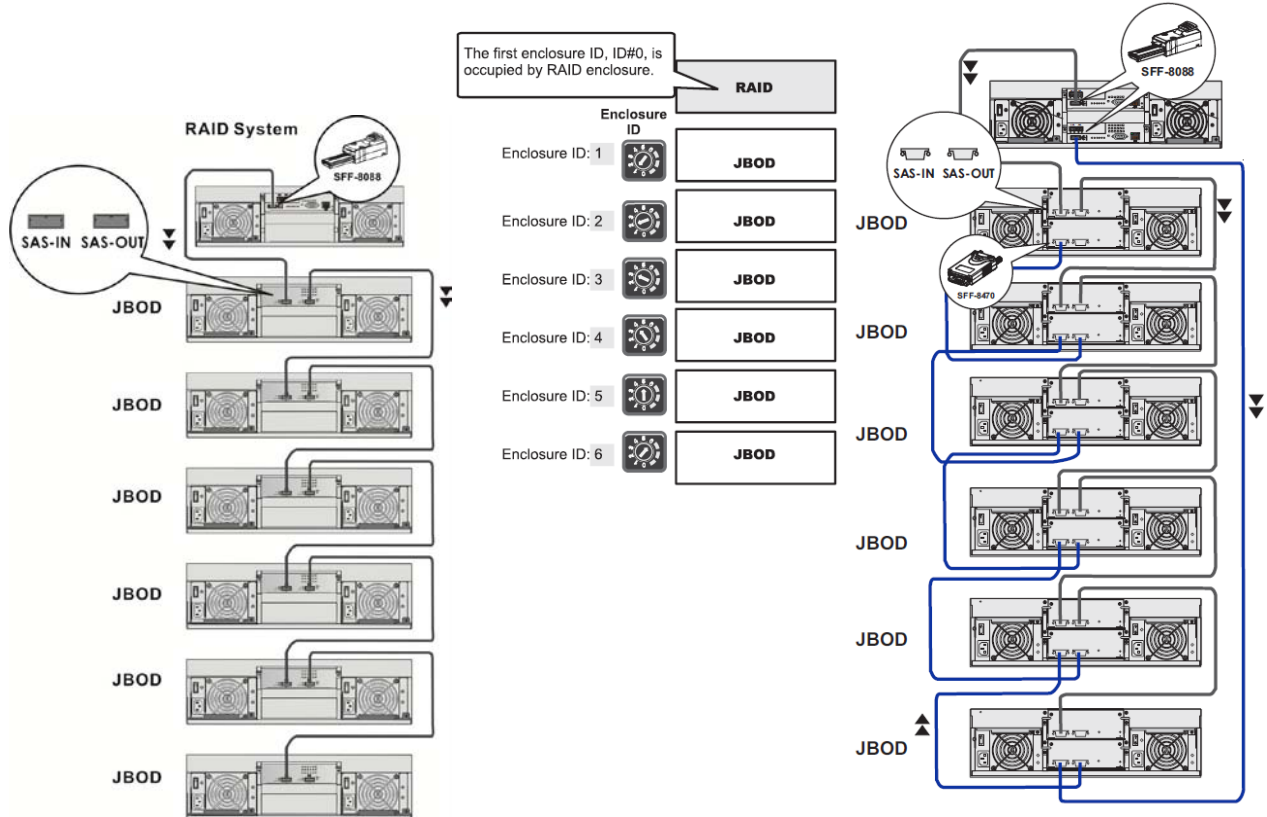 RAID System
SFF-8088
SAS-IN SAS-OUT
JBOD
JBOD
JBOD
JBOD
JBOD
JBOD
The first enclosure ID, ID#0, is
occupied by RAID enclosure.
RAID
Enclosure
ID
Enclosure ID: 1
JBOD
Enclosure ID: 2
JBOD
Enclosure ID: 3
JBOD
Enclosure ID: 4
JBOD
Enclosure ID: 5
JBOD
Enclosure ID: 6
JBOD
SFF-8088
SAS-IN SAS-OUT
JBOD
SFF-8470
JBOD
JBOD
JBOD
JBOD
JBOD